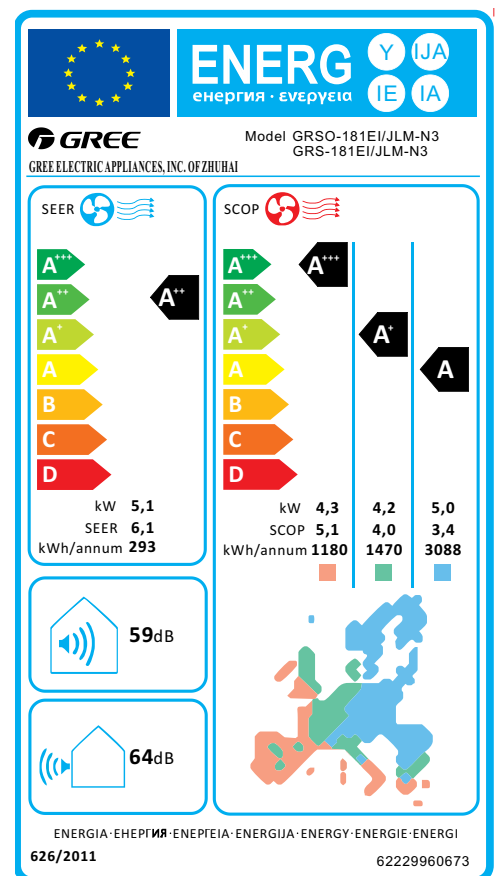 ENERG
енергия · ενεργεια
Y IJA
IE IA
GREE
GREE ELECTRIC APPLIANCES, INC. OF ZHUHAI
Model GRSO-181EI/JLM-N3
GRS-181EI/JLM-N3
SEER
A+++
A++
A+
A
B
C
D
A++
kW 5,1
SEER 6,1
kWh/annum 293
SCOP
A+++
A++
A+
A
B
C
D
A+++
A+
A
kW 4,3 4,2 5,0
SCOP 5,1 4,0 3,4
kWh/annum 1180 1470 3088
59dB
64dB
ENERGIA·ЕНЕРГИЯ·ΕΝΕΡΓΕΙΑ·ENERGIJA·ENERGY·ENERGIE·ENERGI
626/2011
62229960673